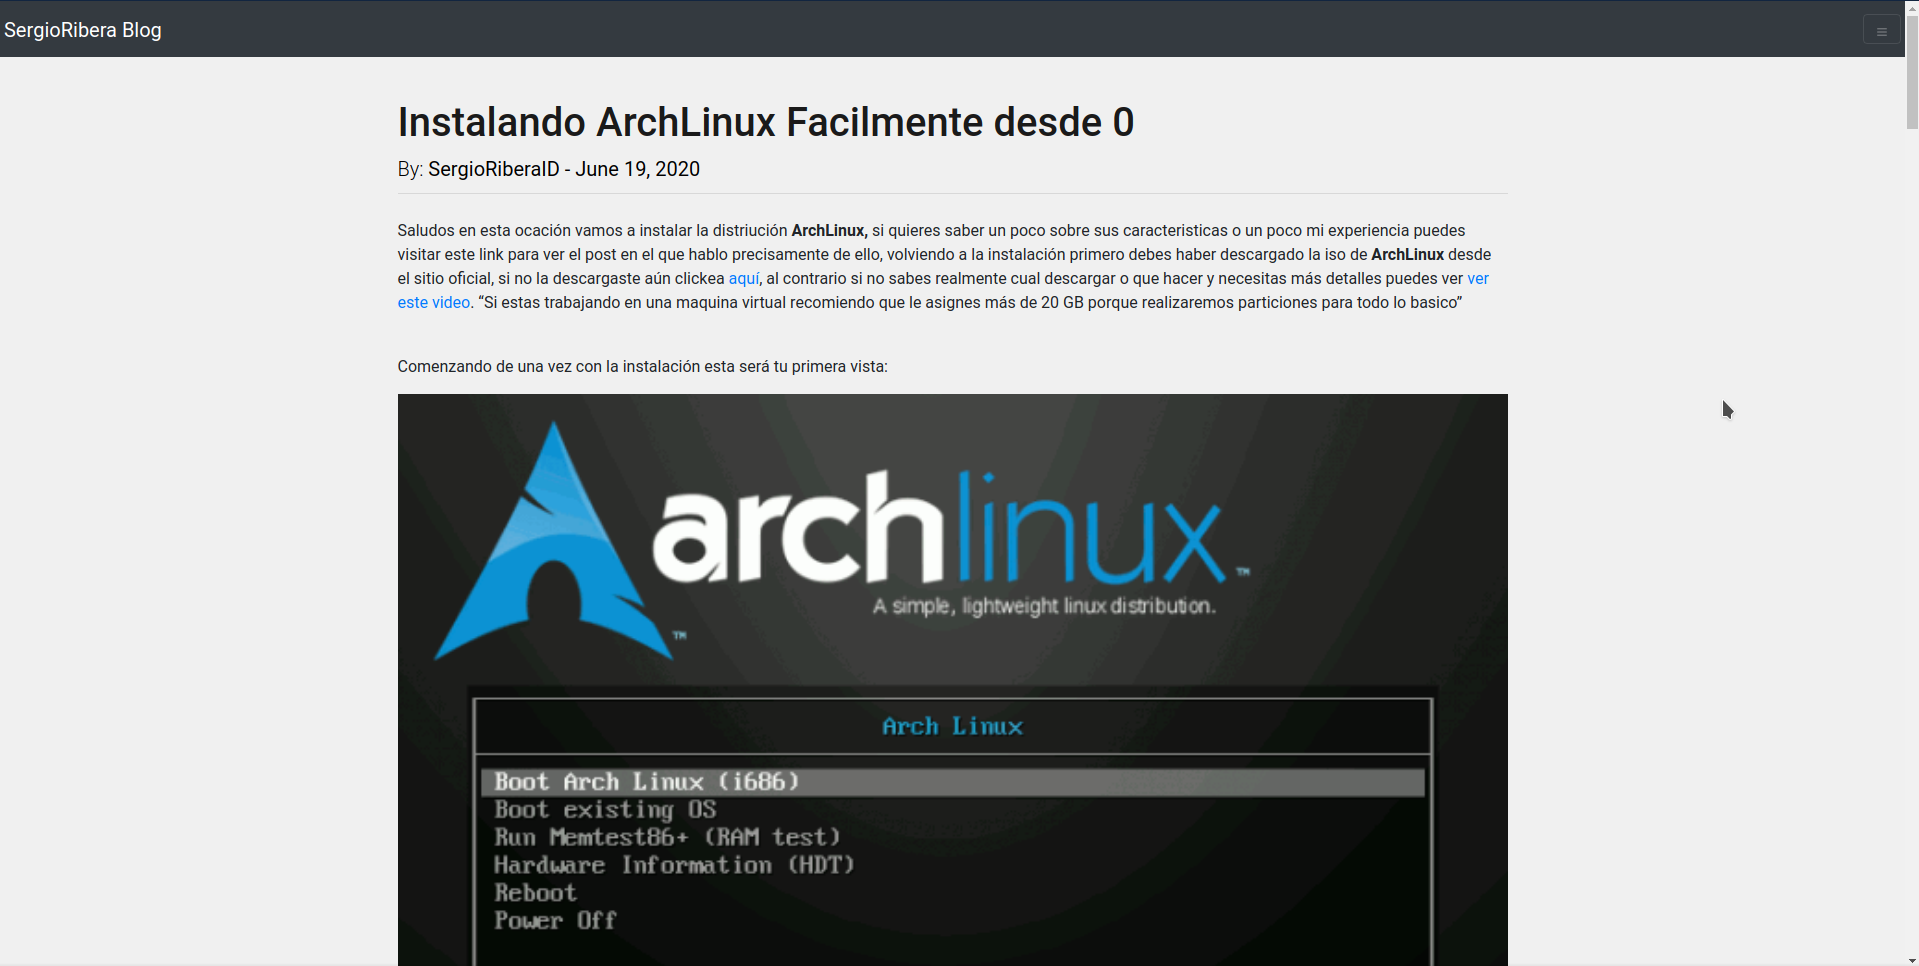 SergioRibera Blog
Instalando ArchLinux Facilmente desde 0
By: SergioRiberaID - June 19, 2020
Saludos en esta ocación vamos a instalar la distriución ArchLinux, si quieres saber un poco sobre sus caracteristicas o un poco mi experiencia puedes
visitar este link para ver el post en el que hablo precisamente de ello, volviendo a la instalación primero debes haber descargado la iso de ArchLinux desde
el sitio oficial, si no la descargaste aún clickea aquí, al contrario si no sabes realmente cual descargar o que hacer y necesitas más detalles puedes ver ver
este video. “Si estas trabajando en una maquina virtual recomiendo que le asignes más de 20 GB porque realizaremos particiones para todo lo basico”
Comenzando de una vez con la instalación esta será tu primera vista:
archlinux™
A simple, lightweight linux distribution.
™
Arch Linux
Boot Arch Linux (i686)
Boot existing OS
Run Memtest86+ (RAM test)
Hardware Information (HDT)
Reboot
Power Off